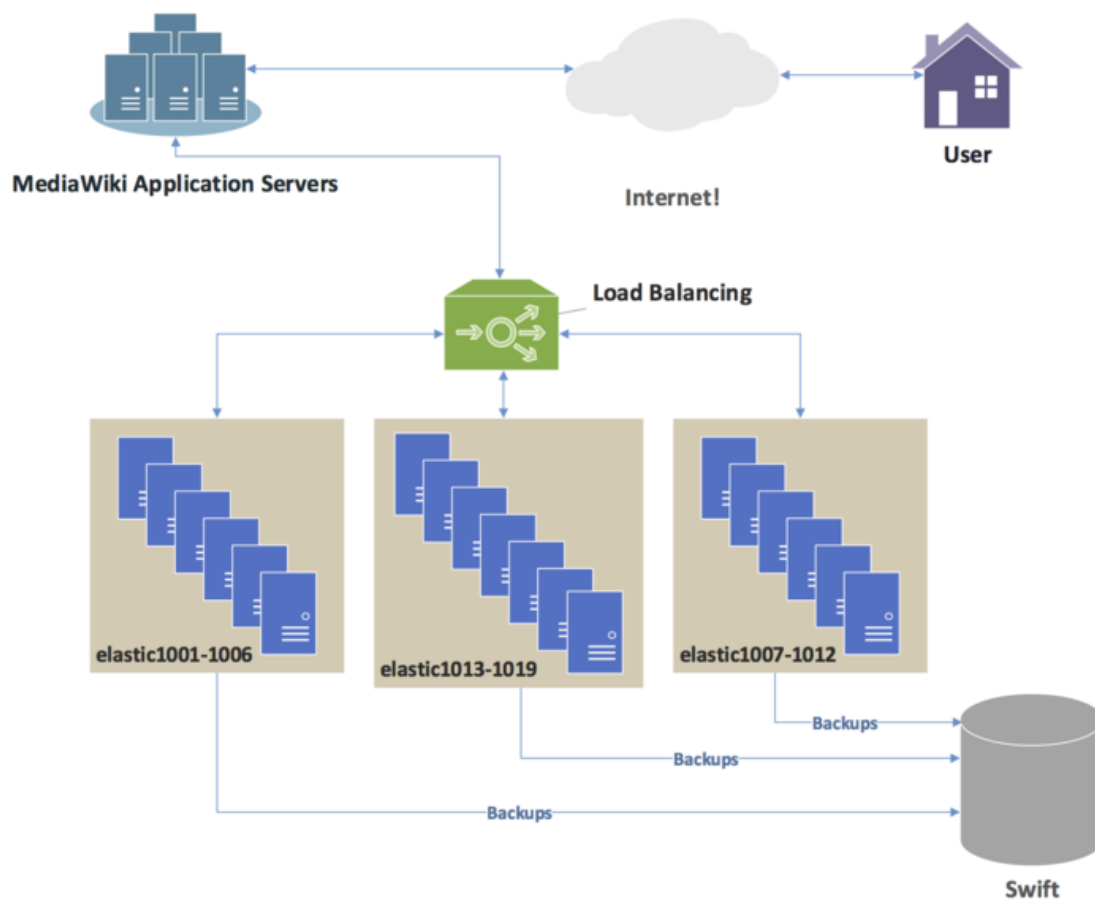 User
MediaWiki Application Servers
Internet!
Load Balancing
elastic1001-1006
elastic1013-1019
elastic1007-1012
Backups
Backups
Backups
Swift